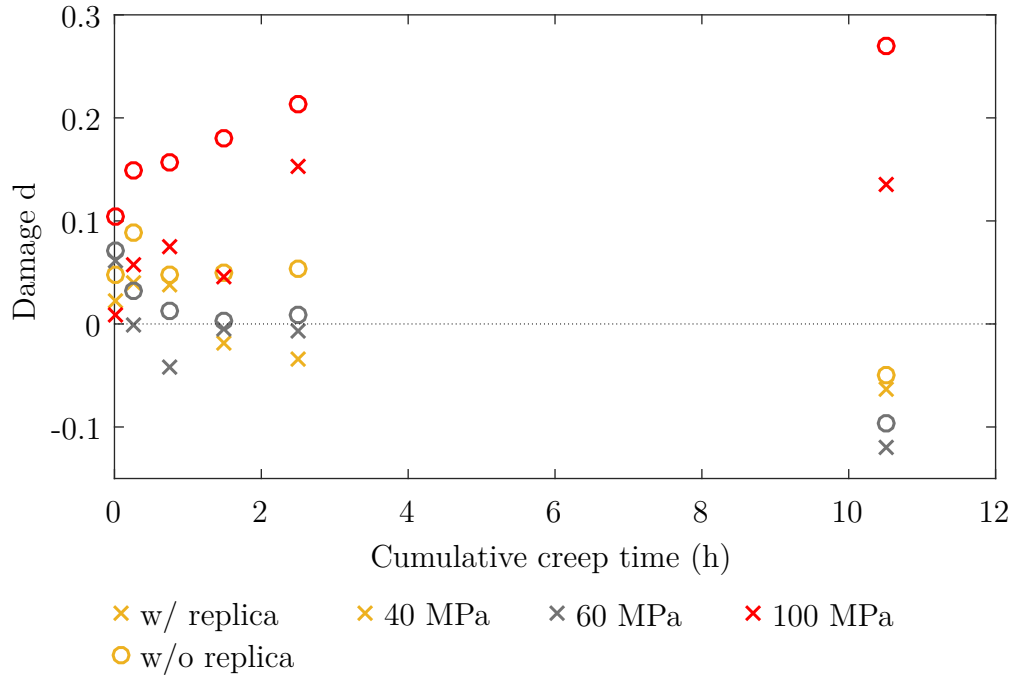 0.3
0.2
0.1
0
-0.1
Damage d
0 2 4 6 8 10 12
Cumulative creep time (h)
w/ replica 40 MPa 60 MPa 100 MPa
w/o replica